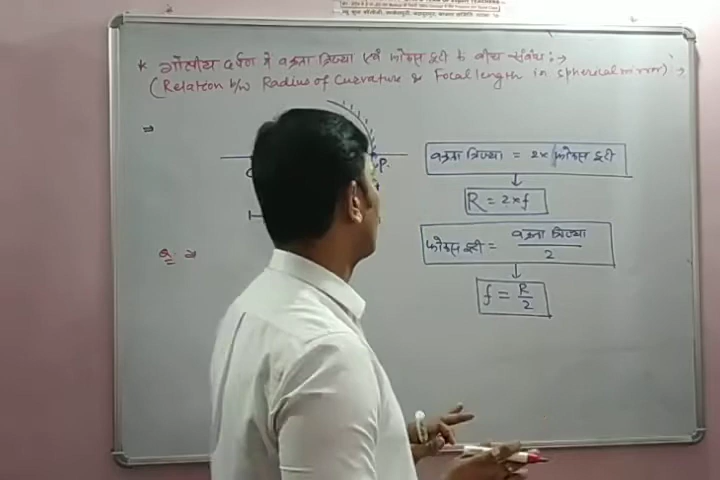 * गोलीय दर्पण में वक्रता त्रिज्या एवं फोकस दूरी के बीच संबंध :→
(Relation b/w Radius of Curvature & Focal length in spherical mirror) :→
⇒
P.
वक्रता त्रिज्या = 2 × फोकस दूरी
↓
R = 2×f
फोकस दूरी = वक्रता त्रिज्या / 2
↓
f = R/2
Q: ⇒